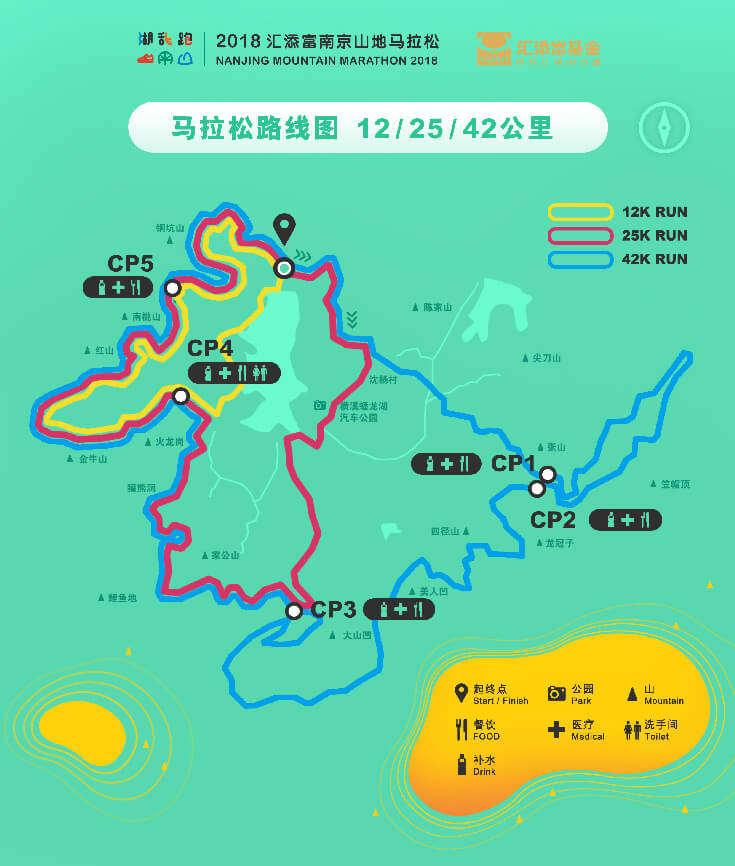 湖乱跑
2018 汇添富南京山地马拉松
NANJING MOUNTAIN MARATHON 2018
汇添富基金
马拉松路线图 12/25/42公里
12K RUN
25K RUN
42K RUN
铜坑山
CP5
南桃山
陈家山
红山
CP4
尖刀山
沈杨村
横溪蟠龙湖
汽车公园
火龙岗
张山
金牛山
CP1
笠帽顶
猫熊洞
CP2
四径山
龙冠子
家公山
美人凹
鲤鱼地
CP3
大山凹
起终点
Start / Finish
公园
Park
山
Mountain
餐饮
FOOD
医疗
Medical
洗手间
Toilet
补水
Drink